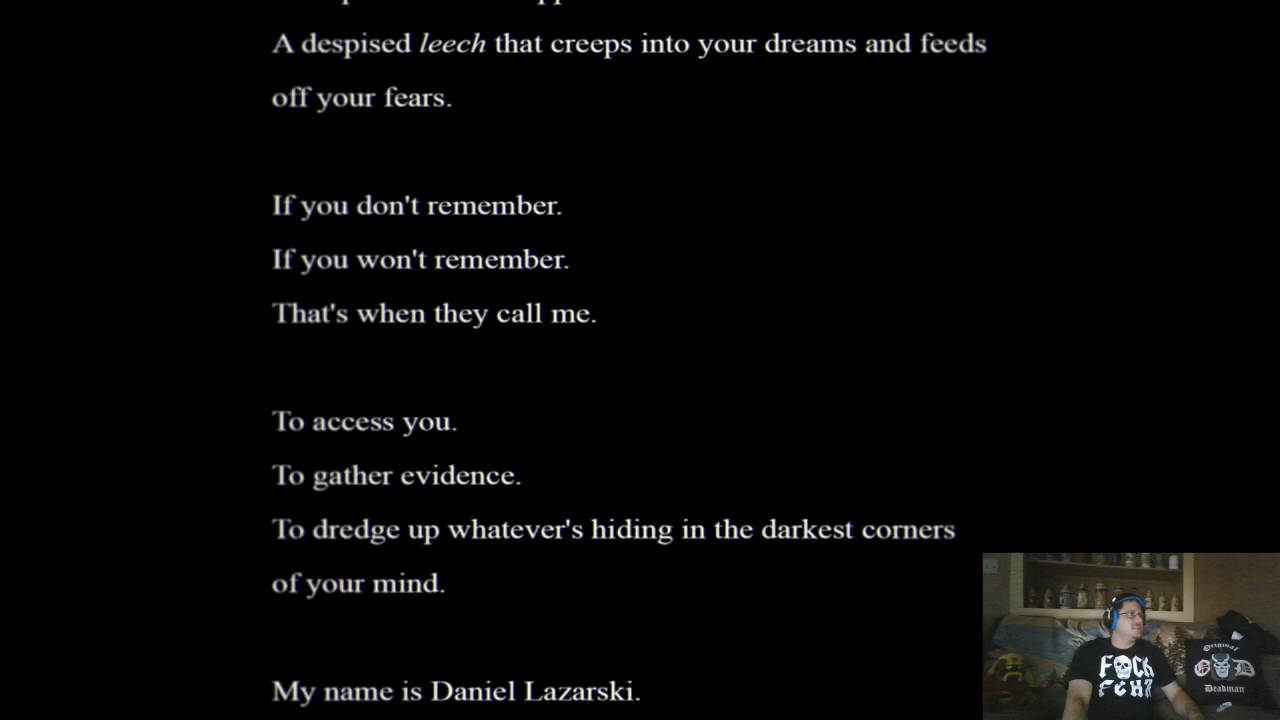 A despised leech that creeps into your dreams and feeds
off your fears.
If you don't remember.
If you won't remember.
That's when they call me.
To access you.
To gather evidence.
To dredge up whatever's hiding in the darkest corners
of your mind.
My name is Daniel Lazarski.
Original
Deadman